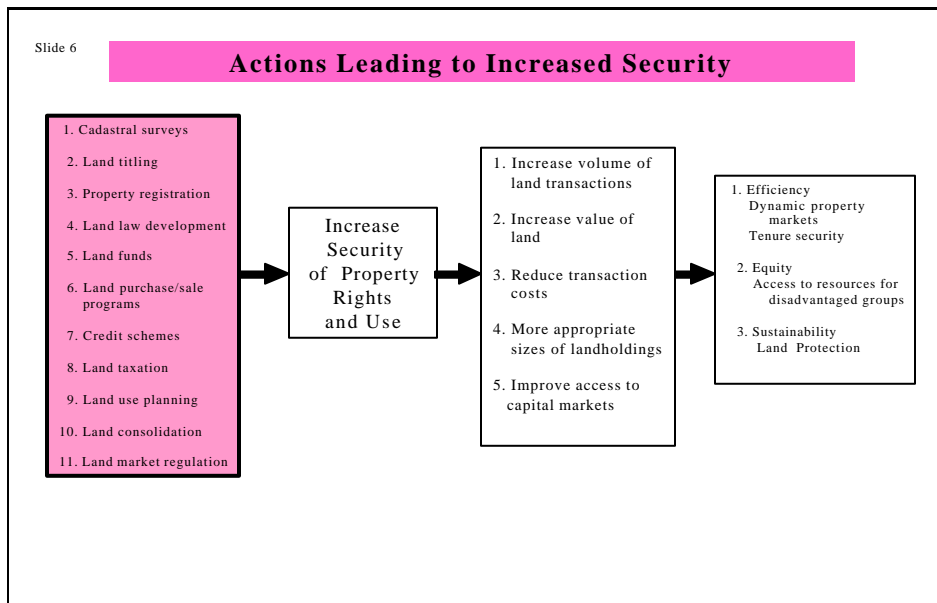 Slide 6
Actions Leading to Increased Security
1. Cadastral surveys
2. Land titling
3. Property registration
4. Land law development
5. Land funds
6. Land purchase/sale
programs
7. Credit schemes
8. Land taxation
9. Land use planning
10. Land consolidation
11. Land market regulation
Increase
Security
of Property
Rights
and Use
1. Increase volume of
land transactions
2. Increase value of
land
3. Reduce transaction
costs
4. More appropriate
sizes of landholdings
5. Improve access to
capital markets
1. Efficiency
Dynamic property
markets
Tenure security
2. Equity
Access to resources for
disadvantaged groups
3. Sustainability
Land Protection